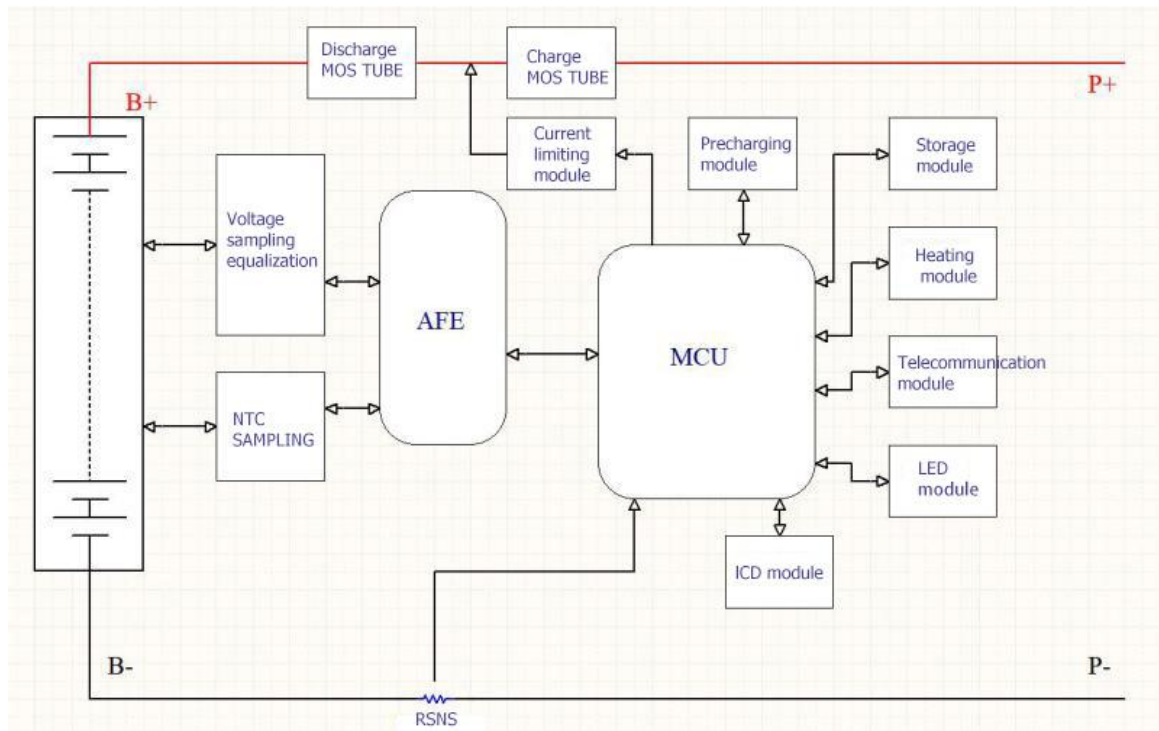 Discharge
MOS TUBE
Charge
MOS TUBE
B+
P+
Current
limiting
module
Precharging
module
Storage
module
Voltage
sampling
equalization
AFE
MCU
Heating
module
Telecommunication
module
NTC
SAMPLING
LED
module
ICD module
B-
P-
RSNS